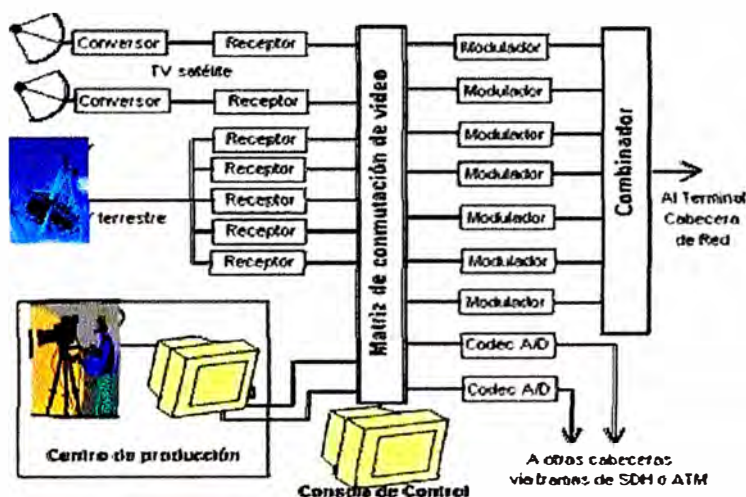 Conversor
Receptor
TV satélite
Conversor
Receptor
Receptor
Receptor
Receptor
Receptor
Receptor
terrestre
Centro de producción
Matriz de conmutación de vídeo
Consola de Control
Modulador
Modulador
Modulador
Modulador
Modulador
Modulador
Modulador
Codec A/D
Codec A/D
Combinador
Al Terminal
Cabecera
de Red
A otras cabeceras
via tramas de SDH o ATM